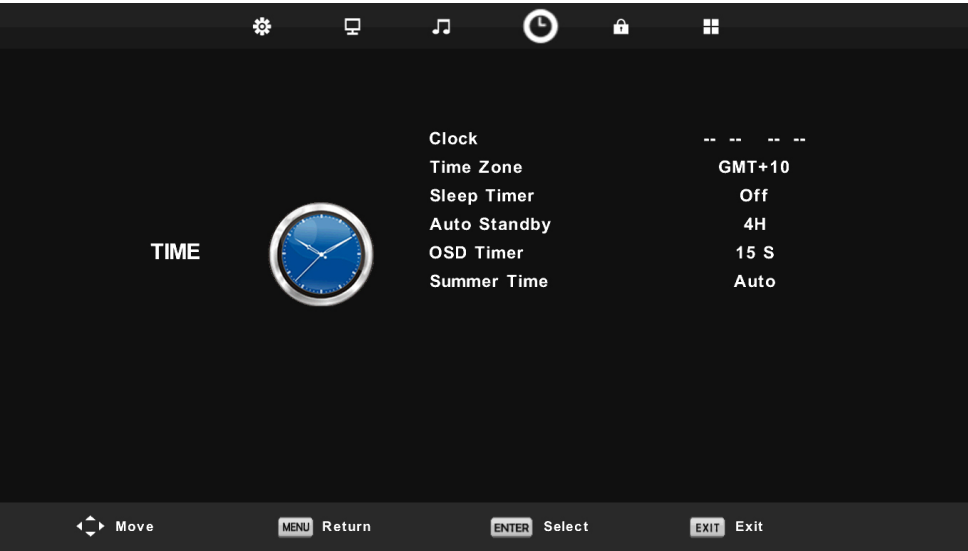 Clock -- -- -- --
Time Zone GMT+10
Sleep Timer Off
Auto Standby 4H
TIME
OSD Timer 15 S
Summer Time Auto
Move MENU Return ENTER Select EXIT Exit